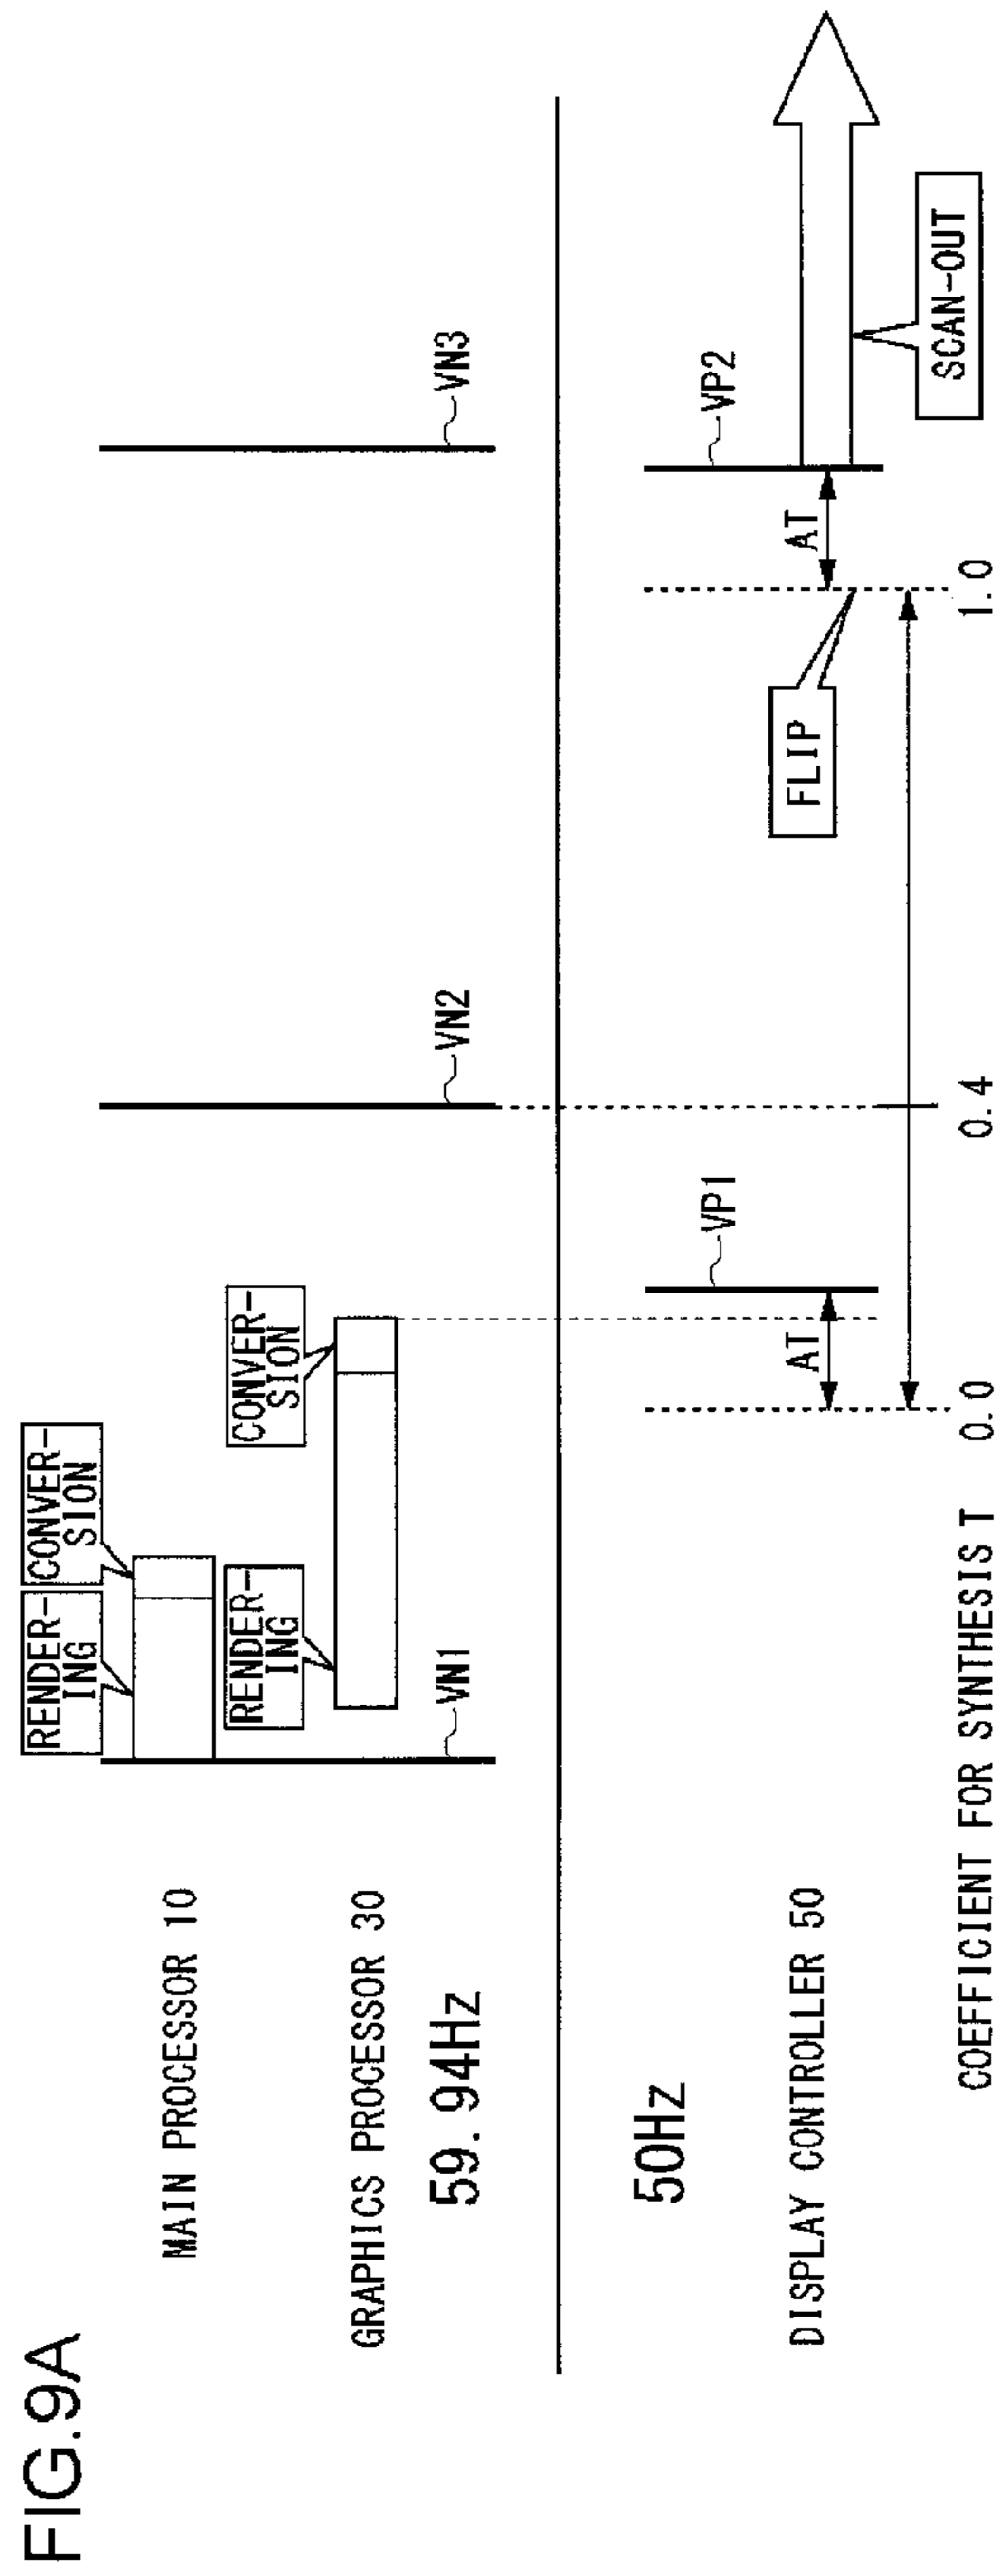 FIG.9A
MAIN PROCESSOR 10
RENDER-
ING
CONVER-
SION
GRAPHICS PROCESSOR 30
RENDER-
ING
CONVER-
SION
59.94Hz
VN1
VN2
VN3
50Hz
VP1
VP2
DISPLAY CONTROLLER 50
AT
FLIP
AT
SCAN-OUT
COEFFICIENT FOR SYNTHESIS T
0.0
0.4
1.0